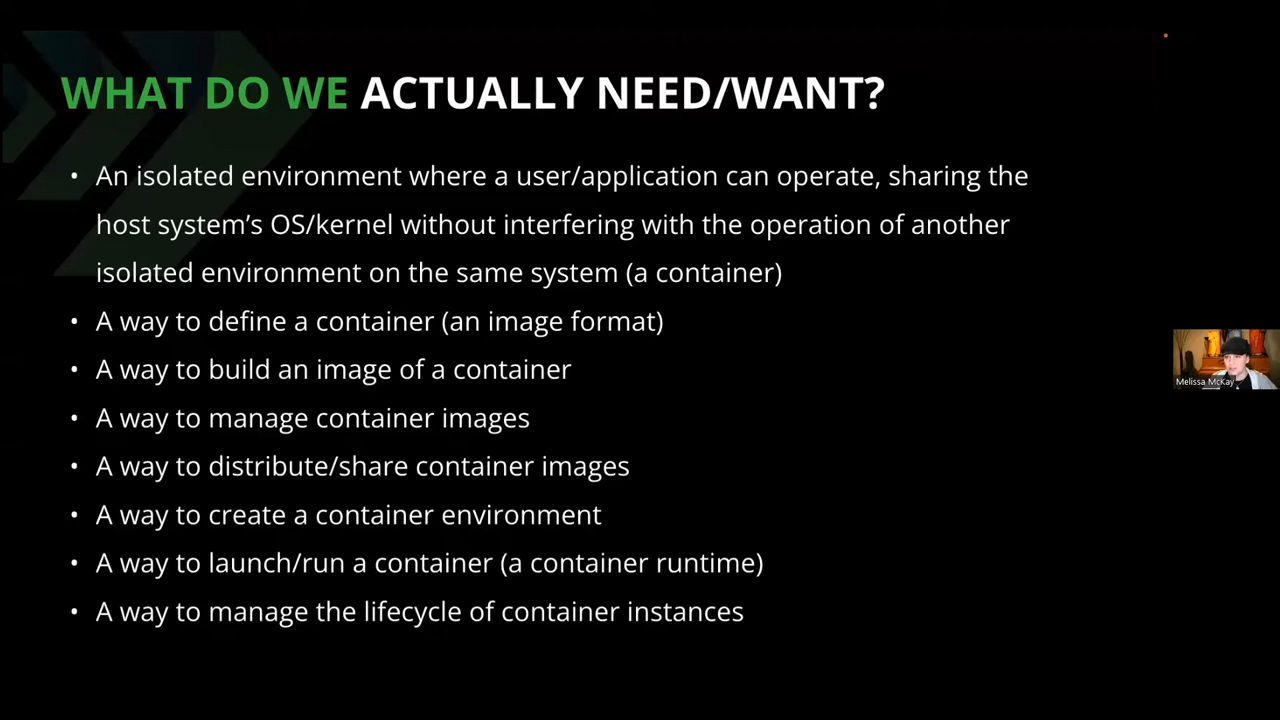 WHAT DO WE ACTUALLY NEED/WANT?
• An isolated environment where a user/application can operate, sharing the
host system’s OS/kernel without interfering with the operation of another
isolated environment on the same system (a container)
• A way to define a container (an image format)
• A way to build an image of a container
• A way to manage container images
• A way to distribute/share container images
• A way to create a container environment
• A way to launch/run a container (a container runtime)
• A way to manage the lifecycle of container instances
Melissa McKay